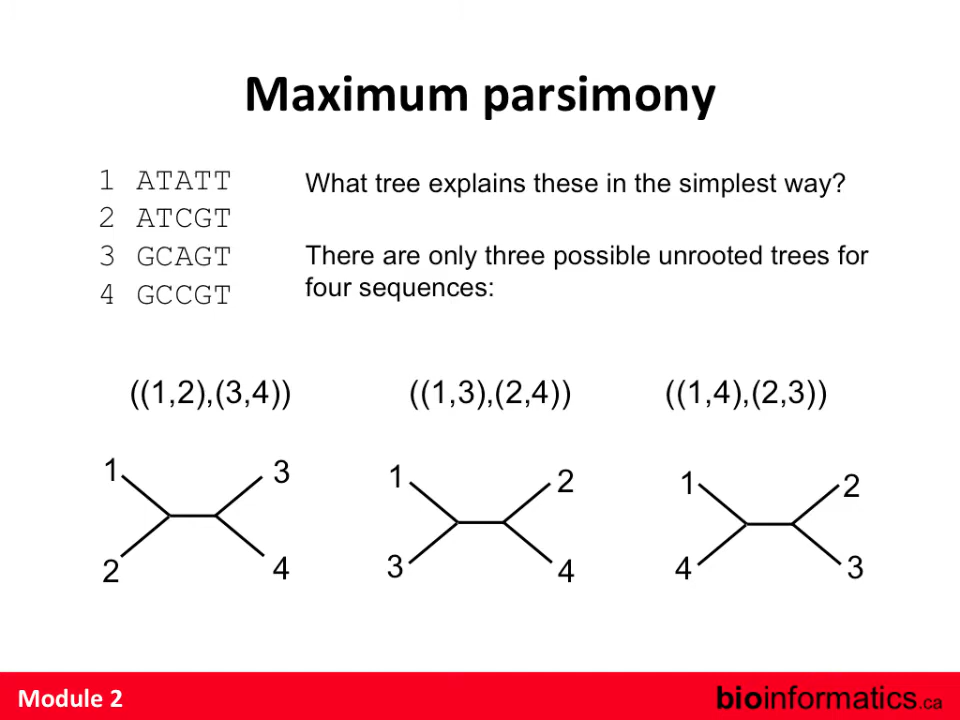 Maximum parsimony
1 ATATT
2 ATCGT
3 GCAGT
4 GCCGT
What tree explains these in the simplest way?
There are only three possible unrooted trees for
four sequences:
((1,2),(3,4))
((1,3),(2,4))
((1,4),(2,3))
1
3
2
4
1
2
3
4
1
2
4
3
Module 2
bioinformatics.ca